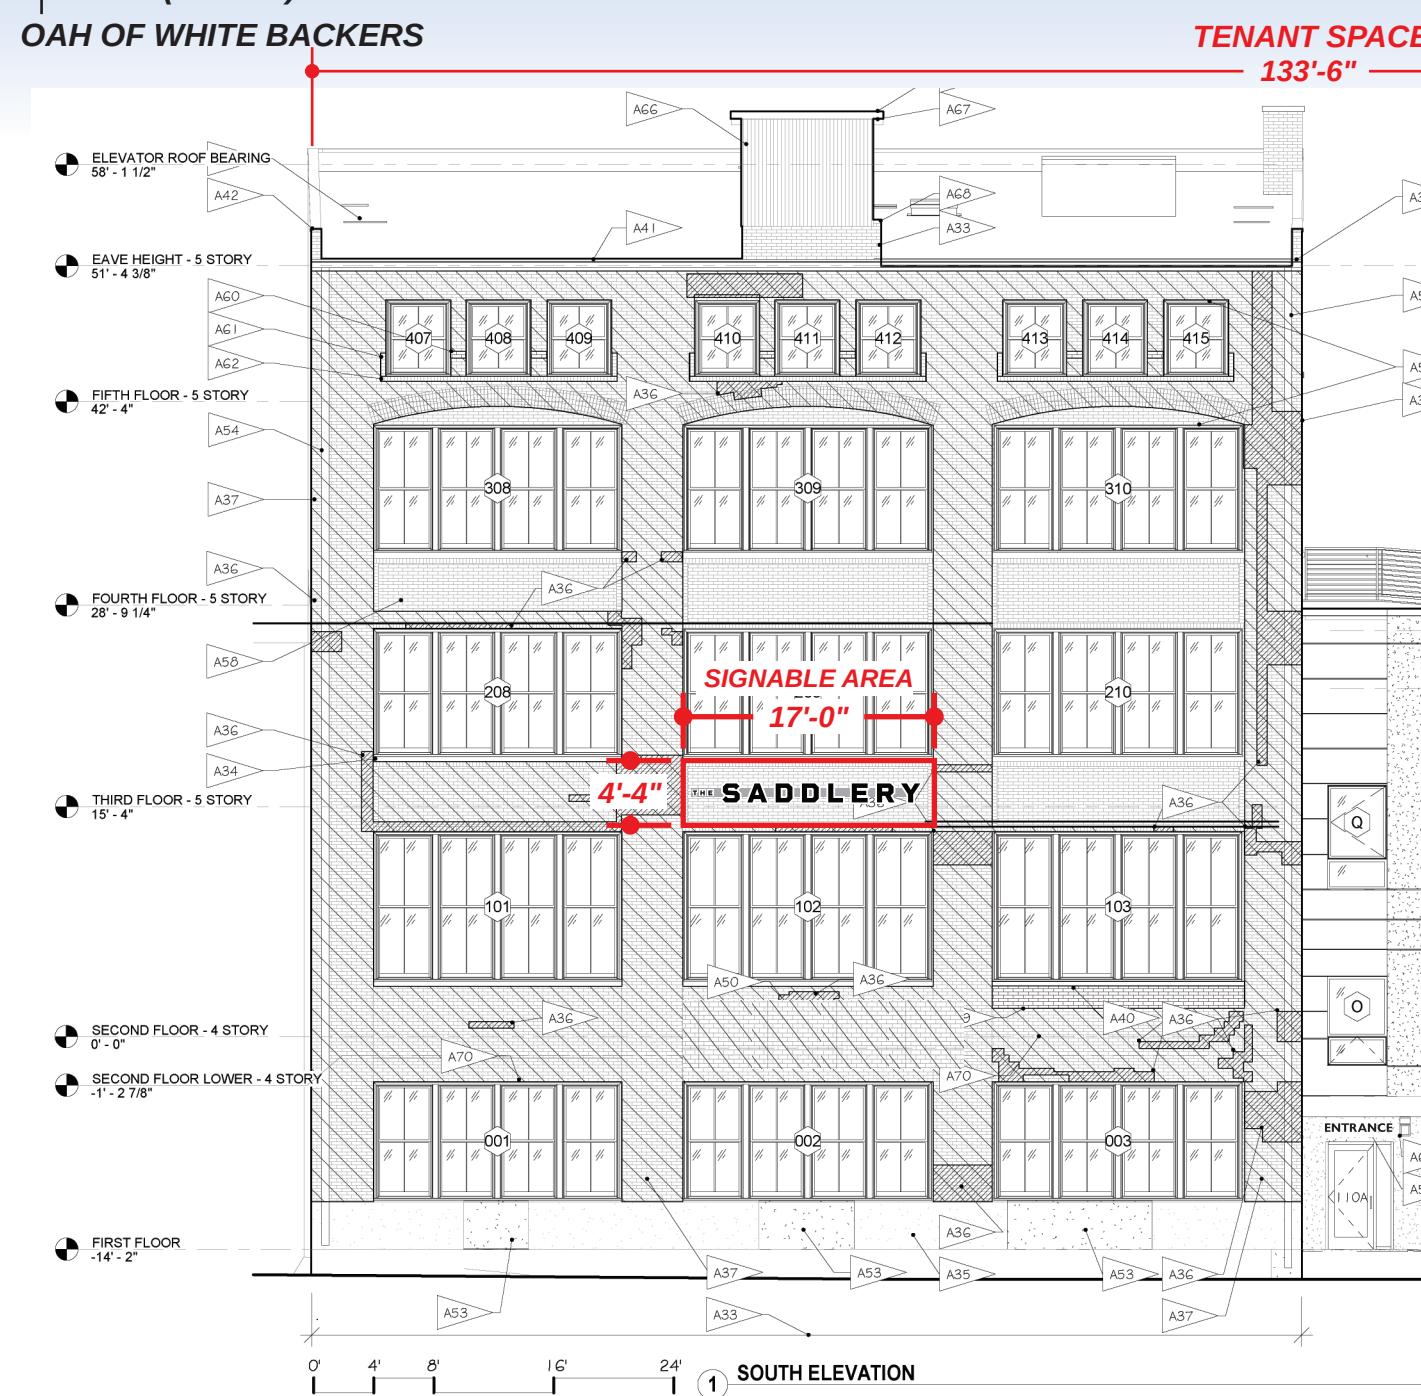 OAH OF WHITE BACKERS
TENANT SPACE
133'-6"
A66
A67
ELEVATOR ROOF BEARING
58' - 1 1/2"
A42
A68
A41
A33
EAVE HEIGHT - 5 STORY
51' - 4 3/8"
A60
A61
407
408
409
410
411
412
413
414
415
A62
FIFTH FLOOR - 5 STORY
42' - 4"
A36
A54
308
309
310
A37
A36
A36
FOURTH FLOOR - 5 STORY
28' - 9 1/4"
A58
SIGNABLE AREA
208
210
17'-0"
A36
A34
4'-4"
THE SADDLERY
A36
THIRD FLOOR - 5 STORY
15' - 4"
Q
101
102
103
A50
A36
A36
A40
A36
O
SECOND FLOOR - 4 STORY
0' - 0"
A70
A70
SECOND FLOOR LOWER - 4 STORY
-1' - 2 7/8"
001
002
003
ENTRANCE
110A
A36
FIRST FLOOR
-14' - 2"
A37
A53
A35
A53
A36
A53
A33
A37
0' 4' 8' 16' 24'
1 SOUTH ELEVATION